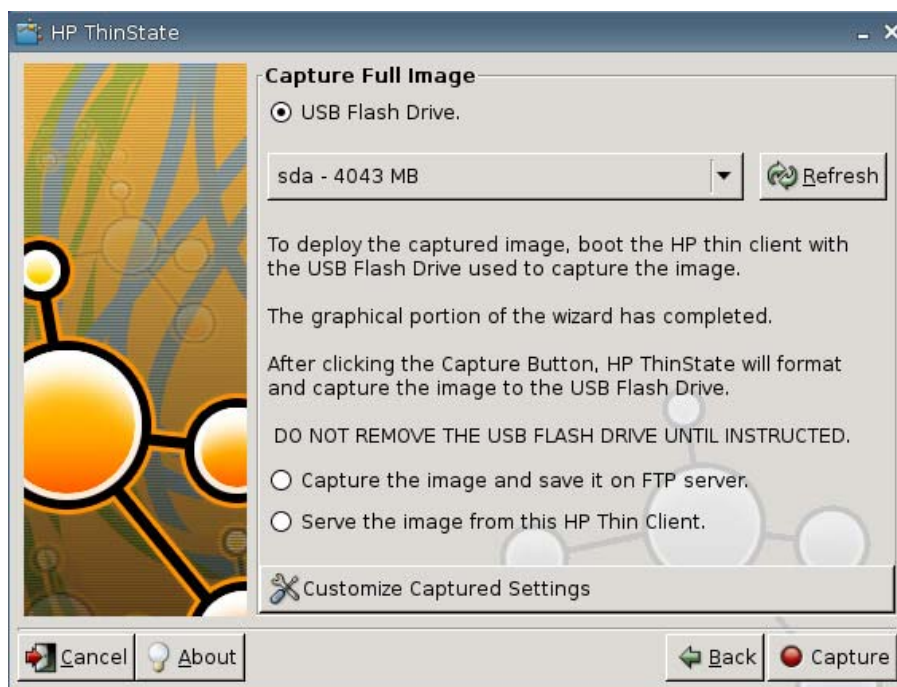 HP ThinState
Capture Full Image
USB Flash Drive.
sda - 4043 MB
Refresh
To deploy the captured image, boot the HP thin client with
the USB Flash Drive used to capture the image.
The graphical portion of the wizard has completed.
After clicking the Capture Button, HP ThinState will format
and capture the image to the USB Flash Drive.
DO NOT REMOVE THE USB FLASH DRIVE UNTIL INSTRUCTED.
Capture the image and save it on FTP server.
Serve the image from this HP Thin Client.
Customize Captured Settings
Cancel
About
Back
Capture